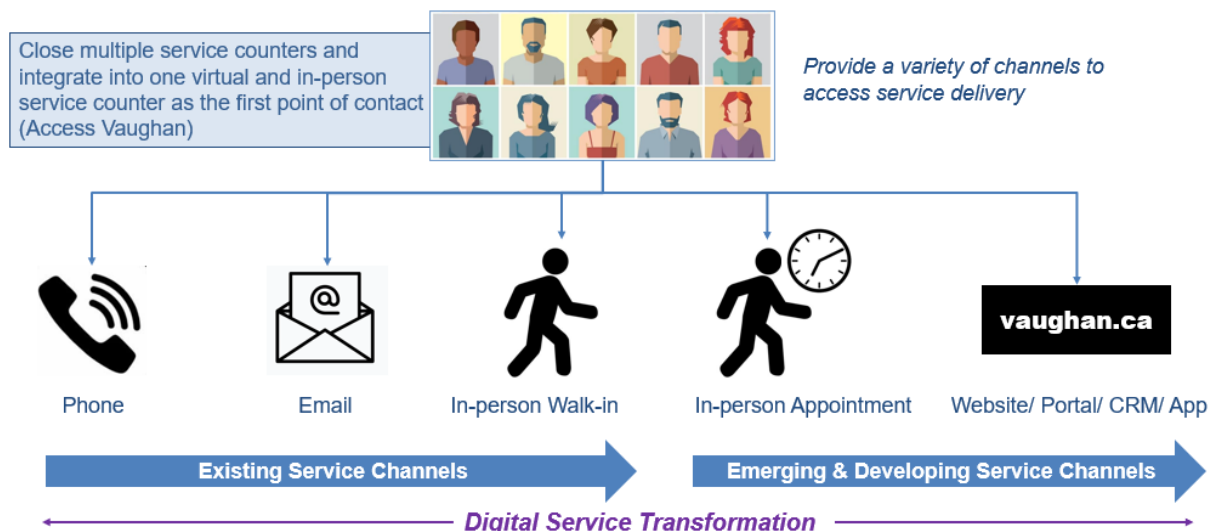 Close multiple service counters and
integrate into one virtual and in-person
service counter as the first point of contact
(Access Vaughan)
Provide a variety of channels to
access service delivery
@
vaughan.ca
Phone
Email
In-person Walk-in
In-person Appointment
Website/ Portal/ CRM/ App
Existing Service Channels
Emerging & Developing Service Channels
Digital Service Transformation